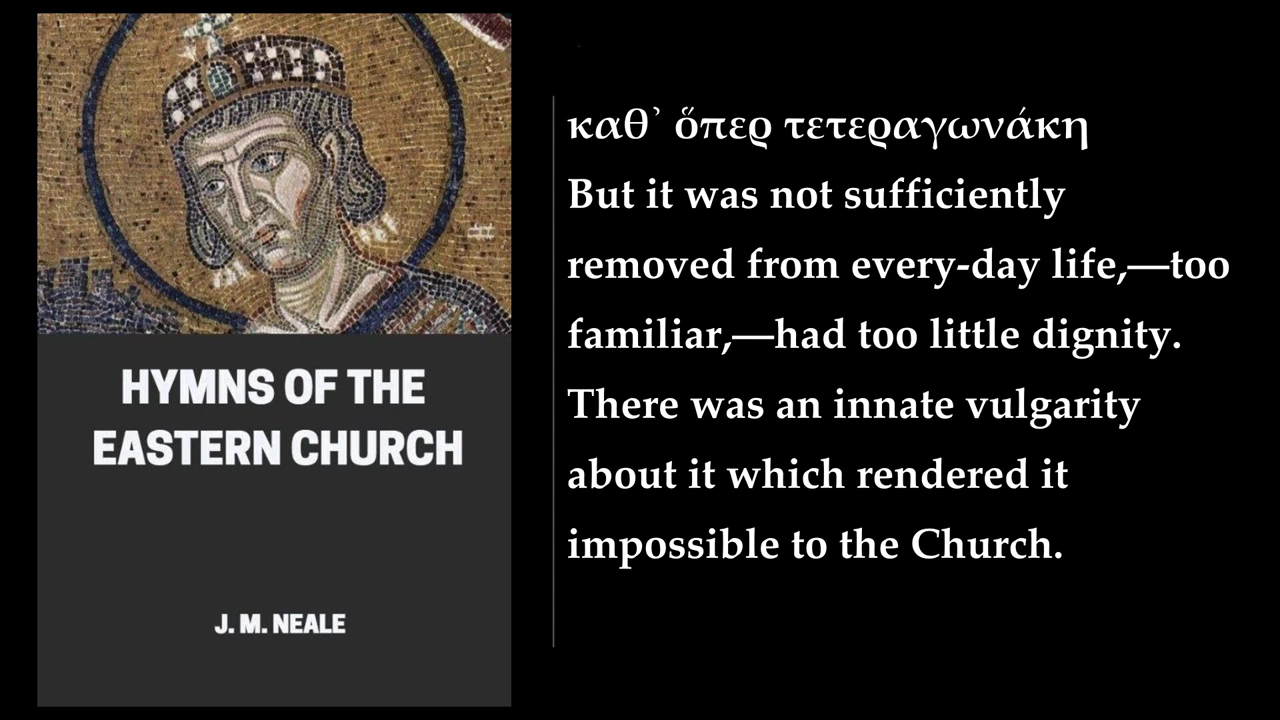 HYMNS OF THE
EASTERN CHURCH
J. M. NEALE
καθ᾽ ὅπερ τετεραγωνάκη
But it was not sufficiently
removed from every-day life,—too
familiar,—had too little dignity.
There was an innate vulgarity
about it which rendered it
impossible to the Church.